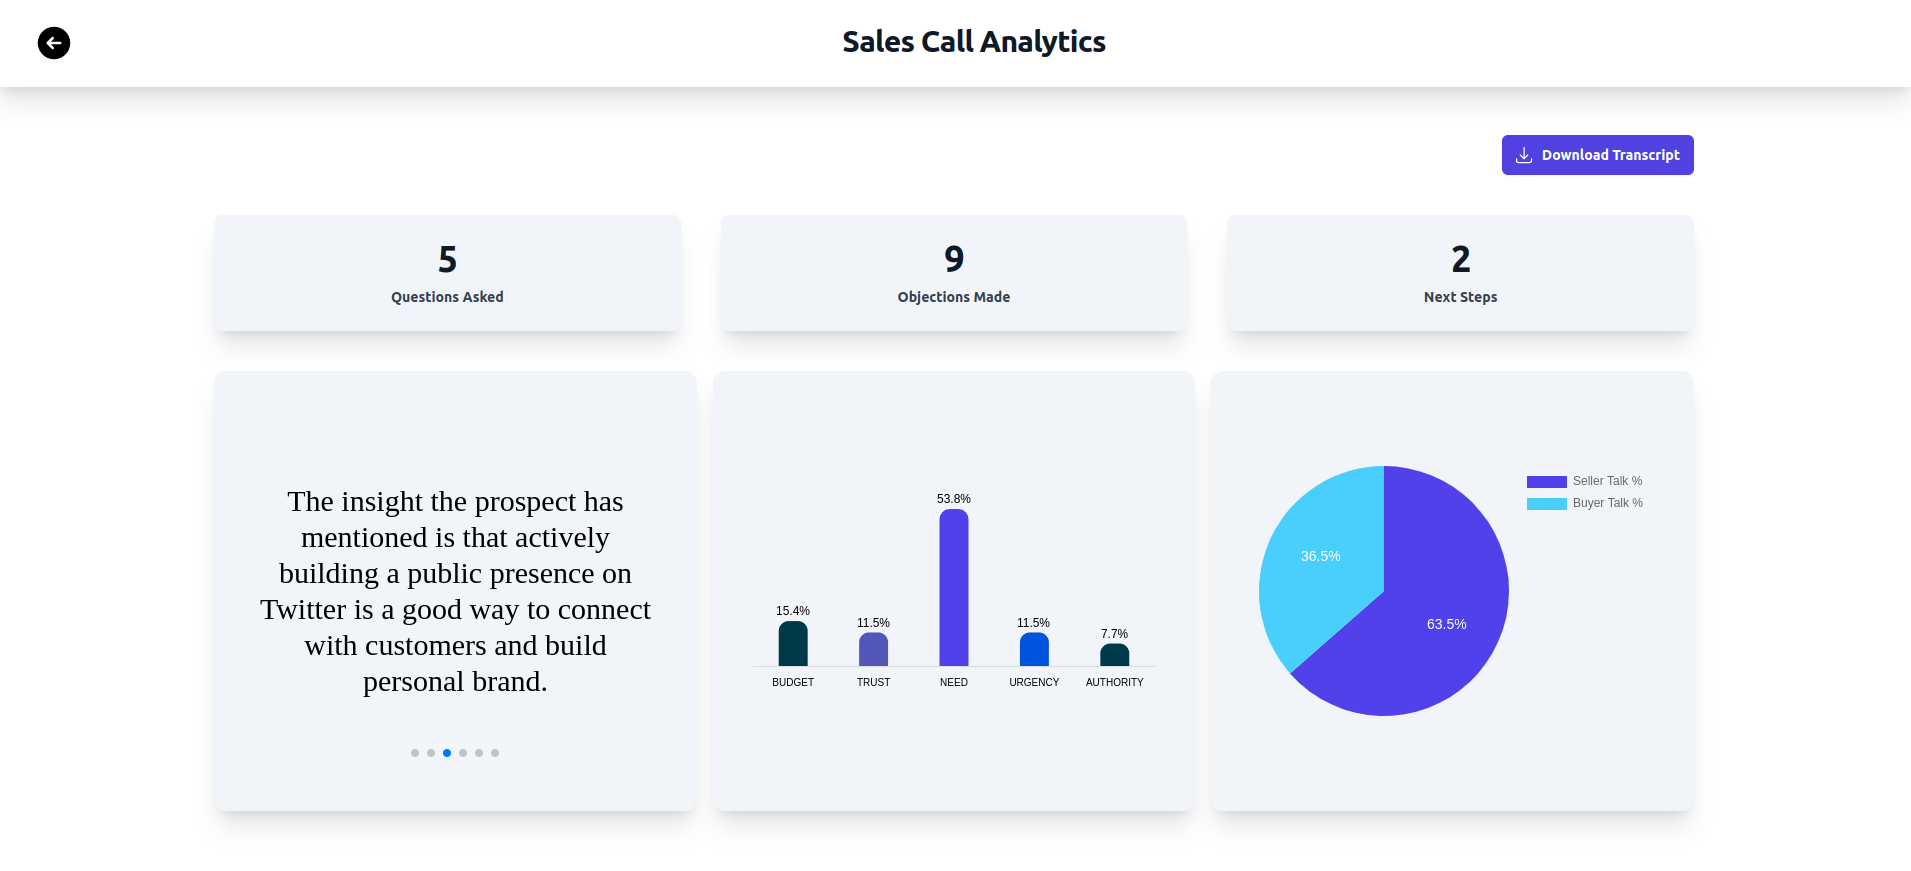 Sales Call Analytics
Download Transcript
5
Questions Asked
9
Objections Made
2
Next Steps
The insight the prospect has
mentioned is that actively
building a public presence on
Twitter is a good way to connect
with customers and build
personal brand.
53.8%
15.4%
11.5%
11.5%
7.7%
BUDGET
TRUST
NEED
URGENCY
AUTHORITY
Seller Talk %
Buyer Talk %
36.5%
63.5%